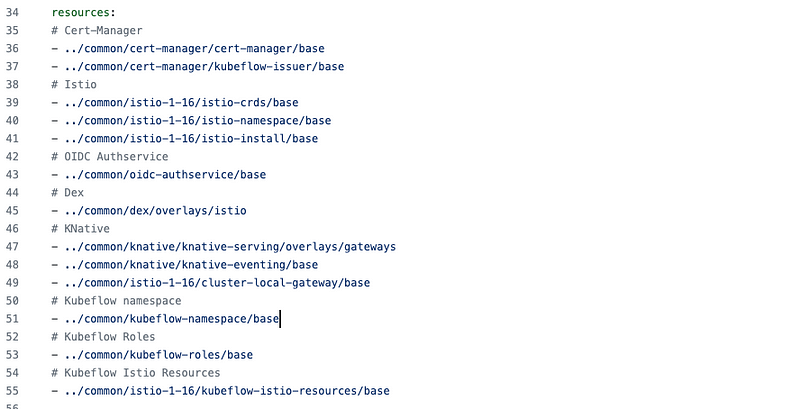 34 resources:
35 # Cert-Manager
36 - ../common/cert-manager/cert-manager/base
37 - ../common/cert-manager/kubeflow-issuer/base
38 # Istio
39 - ../common/istio-1-16/istio-crds/base
40 - ../common/istio-1-16/istio-namespace/base
41 - ../common/istio-1-16/istio-install/base
42 # OIDC Authservice
43 - ../common/oidc-authservice/base
44 # Dex
45 - ../common/dex/overlays/istio
46 # KNative
47 - ../common/knative/knative-serving/overlays/gateways
48 - ../common/knative/knative-eventing/base
49 - ../common/istio-1-16/cluster-local-gateway/base
50 # Kubeflow namespace
51 - ../common/kubeflow-namespace/base
52 # Kubeflow Roles
53 - ../common/kubeflow-roles/base
54 # Kubeflow Istio Resources
55 - ../common/istio-1-16/kubeflow-istio-resources/base
56